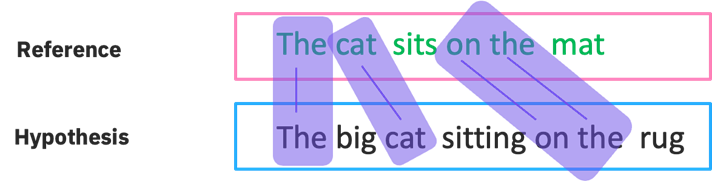 Reference The cat sits on the mat
Hypothesis The big cat sitting on the rug